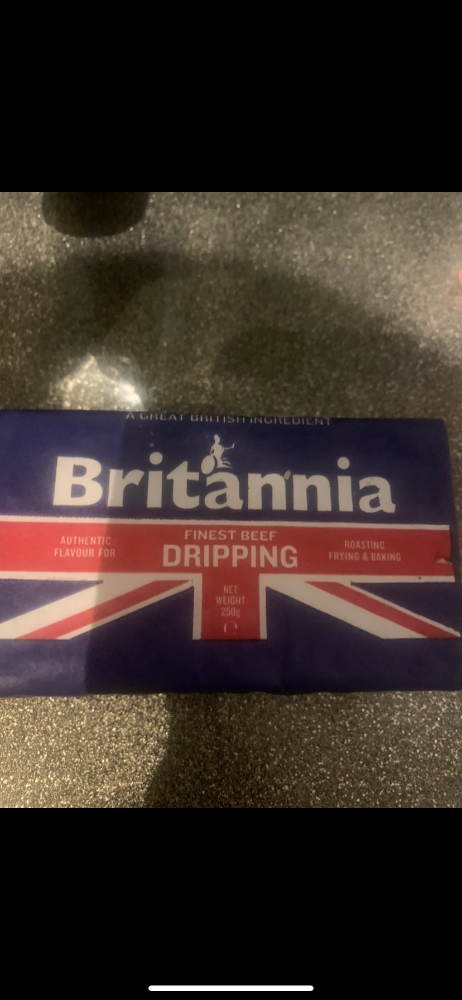 A GREAT BRITISH INGREDIENT
Britannia
AUTHENTIC
FLAVOUR FOR
FINEST BEEF
DRIPPING
ROASTING
FRYING & BAKING
NET
WEIGHT
250g
℮